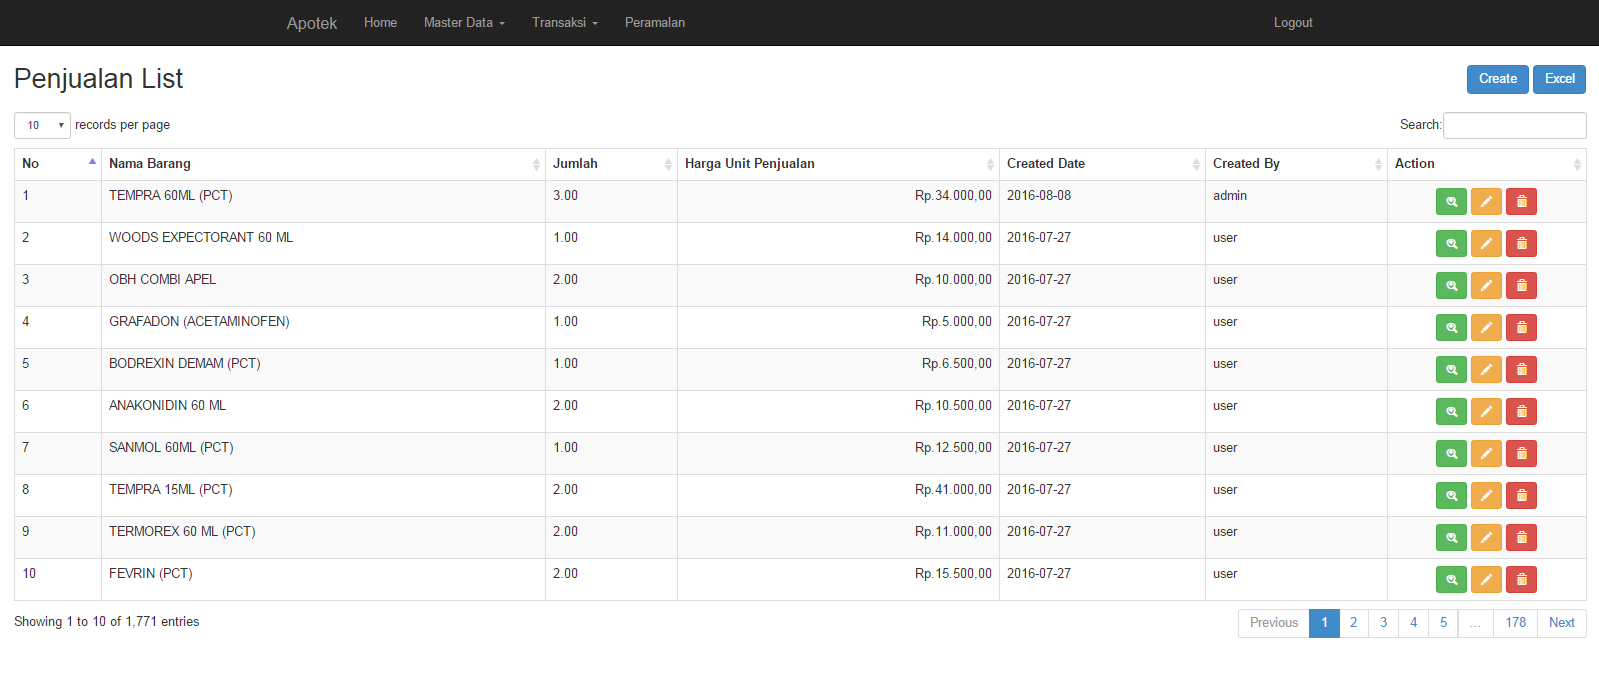 Apotek Home Master Data Transaksi Peramalan Logout
Penjualan List Create Excel
10 records per page Search:
No Nama Barang Jumlah Harga Unit Penjualan Created Date Created By Action
1 TEMPRA 60ML (PCT) 3.00 Rp.34.000,00 2016-08-08 admin
2 WOODS EXPECTORANT 60 ML 1.00 Rp.14.000,00 2016-07-27 user
3 OBH COMBI APEL 2.00 Rp.10.000,00 2016-07-27 user
4 GRAFADON (ACETAMINOFEN) 1.00 Rp.5.000,00 2016-07-27 user
5 BODREXIN DEMAM (PCT) 1.00 Rp.6.500,00 2016-07-27 user
6 ANAKONIDIN 60 ML 2.00 Rp.10.500,00 2016-07-27 user
7 SANMOL 60ML (PCT) 1.00 Rp.12.500,00 2016-07-27 user
8 TEMPRA 15ML (PCT) 2.00 Rp.41.000,00 2016-07-27 user
9 TERMOREX 60 ML (PCT) 2.00 Rp.11.000,00 2016-07-27 user
10 FEVRIN (PCT) 2.00 Rp.15.500,00 2016-07-27 user
Showing 1 to 10 of 1,771 entries Previous 1 2 3 4 5 ... 178 Next